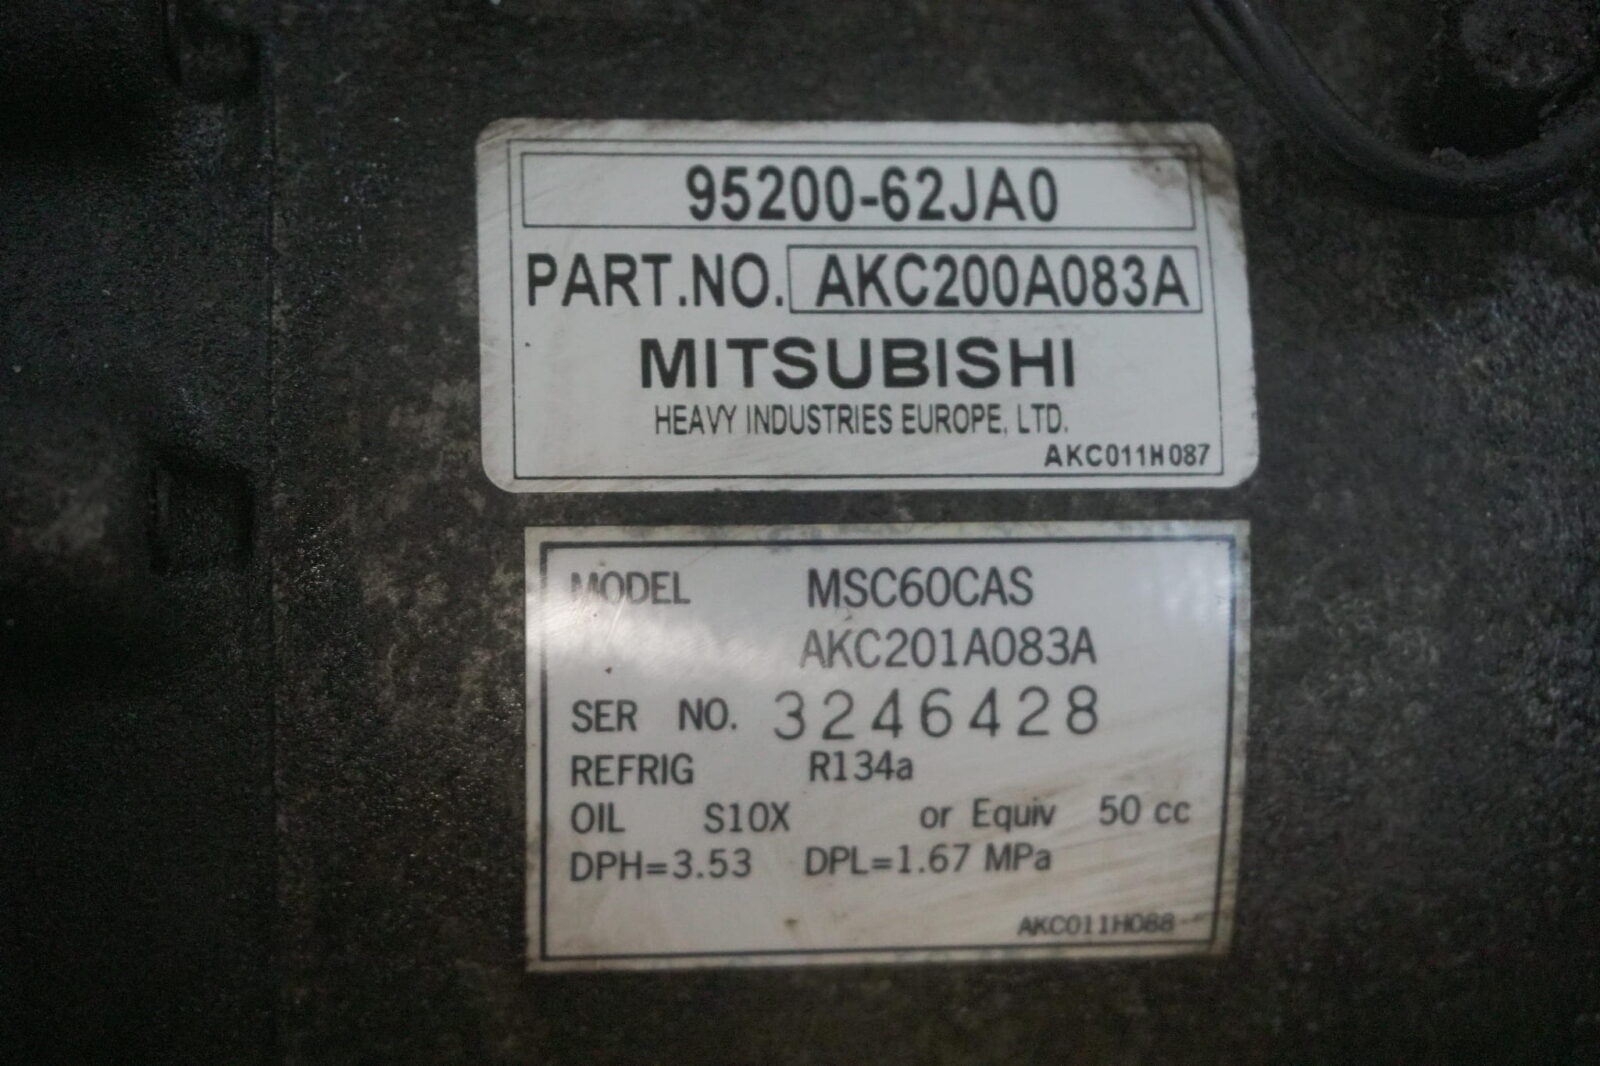 95200-62JA0
PART.NO. AKC200A083A
MITSUBISHI
HEAVY INDUSTRIES EUROPE, LTD.
AKC011H087
MODEL MSC60CAS
AKC201A083A
SER NO. 3246428
REFRIG R134a
OIL S10X or Equiv 50 cc
DPH=3.53 DPL=1.67 MPa
AKC011H088